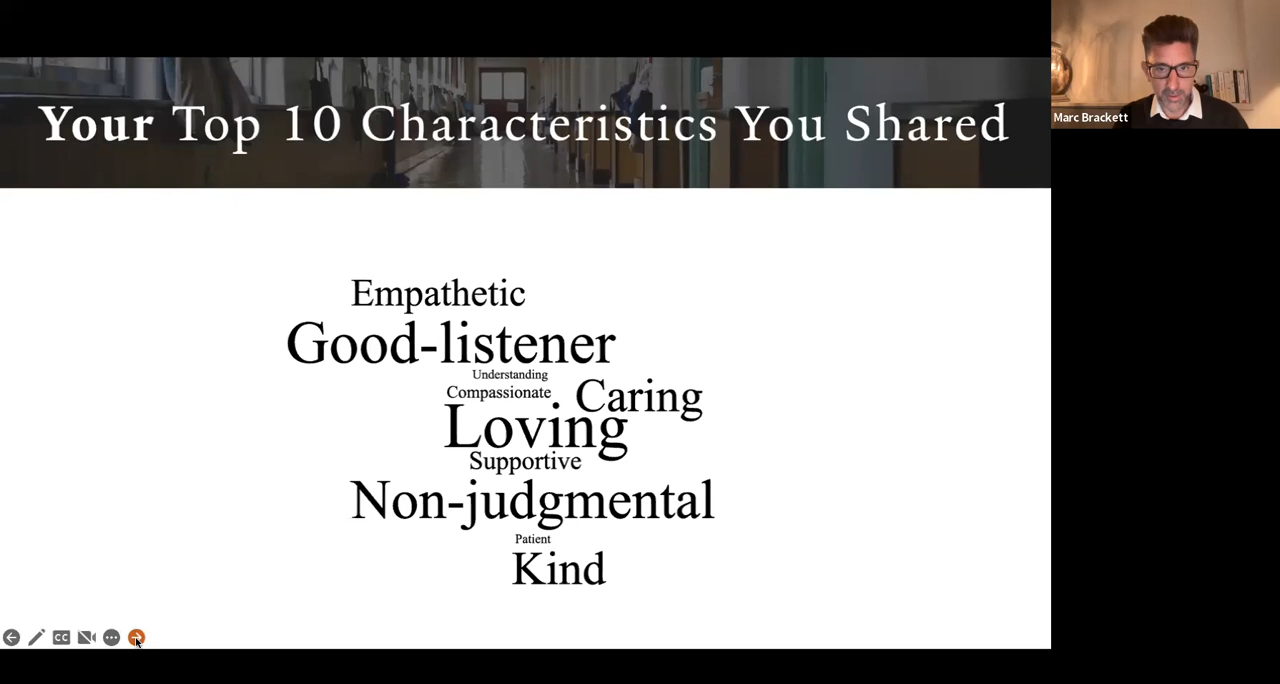 Your Top 10 Characteristics You Shared
Marc Brackett
Empathetic
Good-listener
Understanding
Compassionate
Caring
Loving
Supportive
Non-judgmental
Patient
Kind
CC